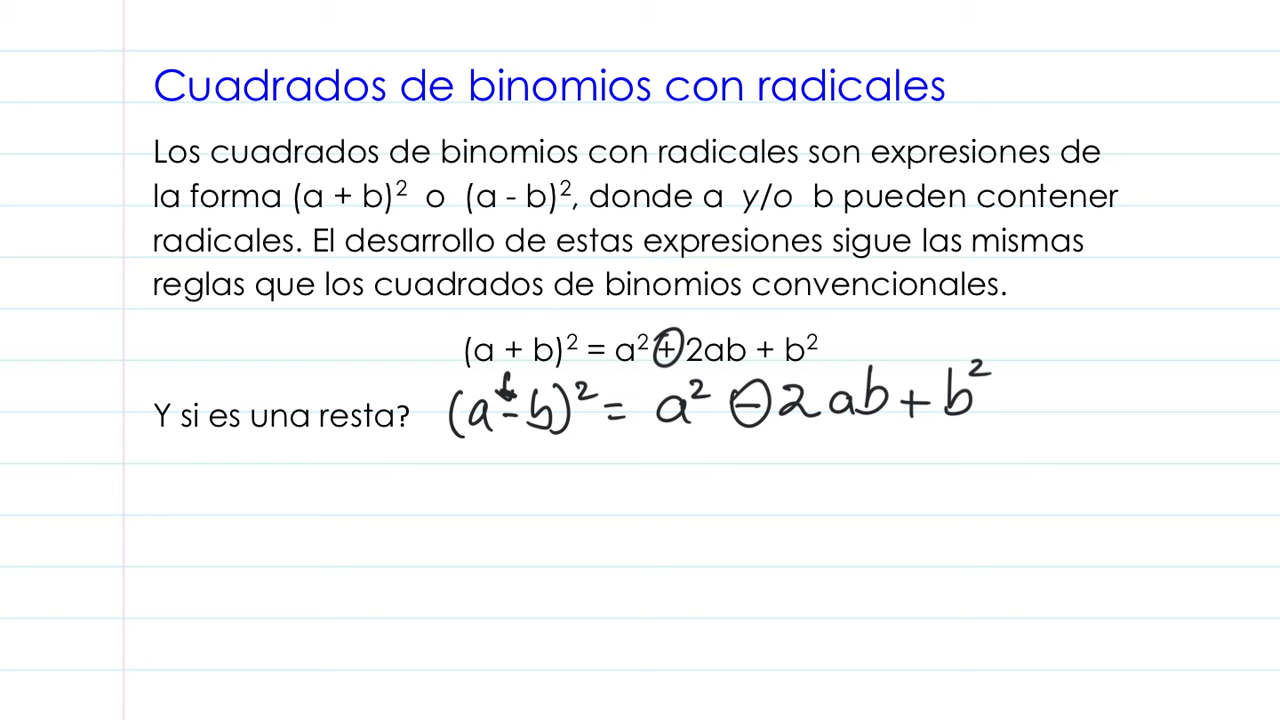 Cuadrados de binomios con radicales
Los cuadrados de binomios con radicales son expresiones de
la forma (a + b)² o (a - b)², donde a y/o b pueden contener
radicales. El desarrollo de estas expresiones sigue las mismas
reglas que los cuadrados de binomios convencionales.
(a + b)² = a² + 2ab + b²
Y si es una resta? (a - b)² = a² - 2ab + b²